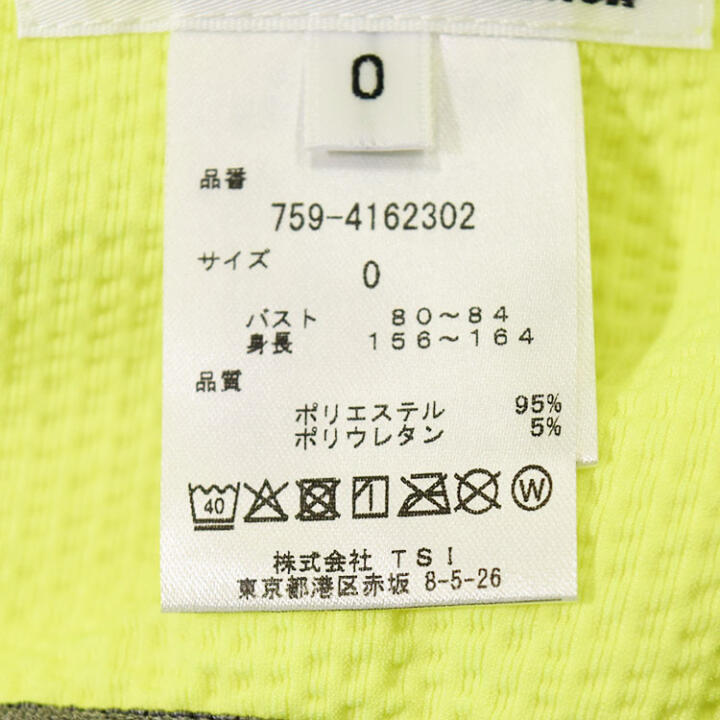 0
品番
759-4162302
サイズ
0
バスト 80～84
身長 156～164
品質
ポリエステル 95%
ポリウレタン 5%
40 W
株式会社 TSI
東京都港区赤坂 8-5-26